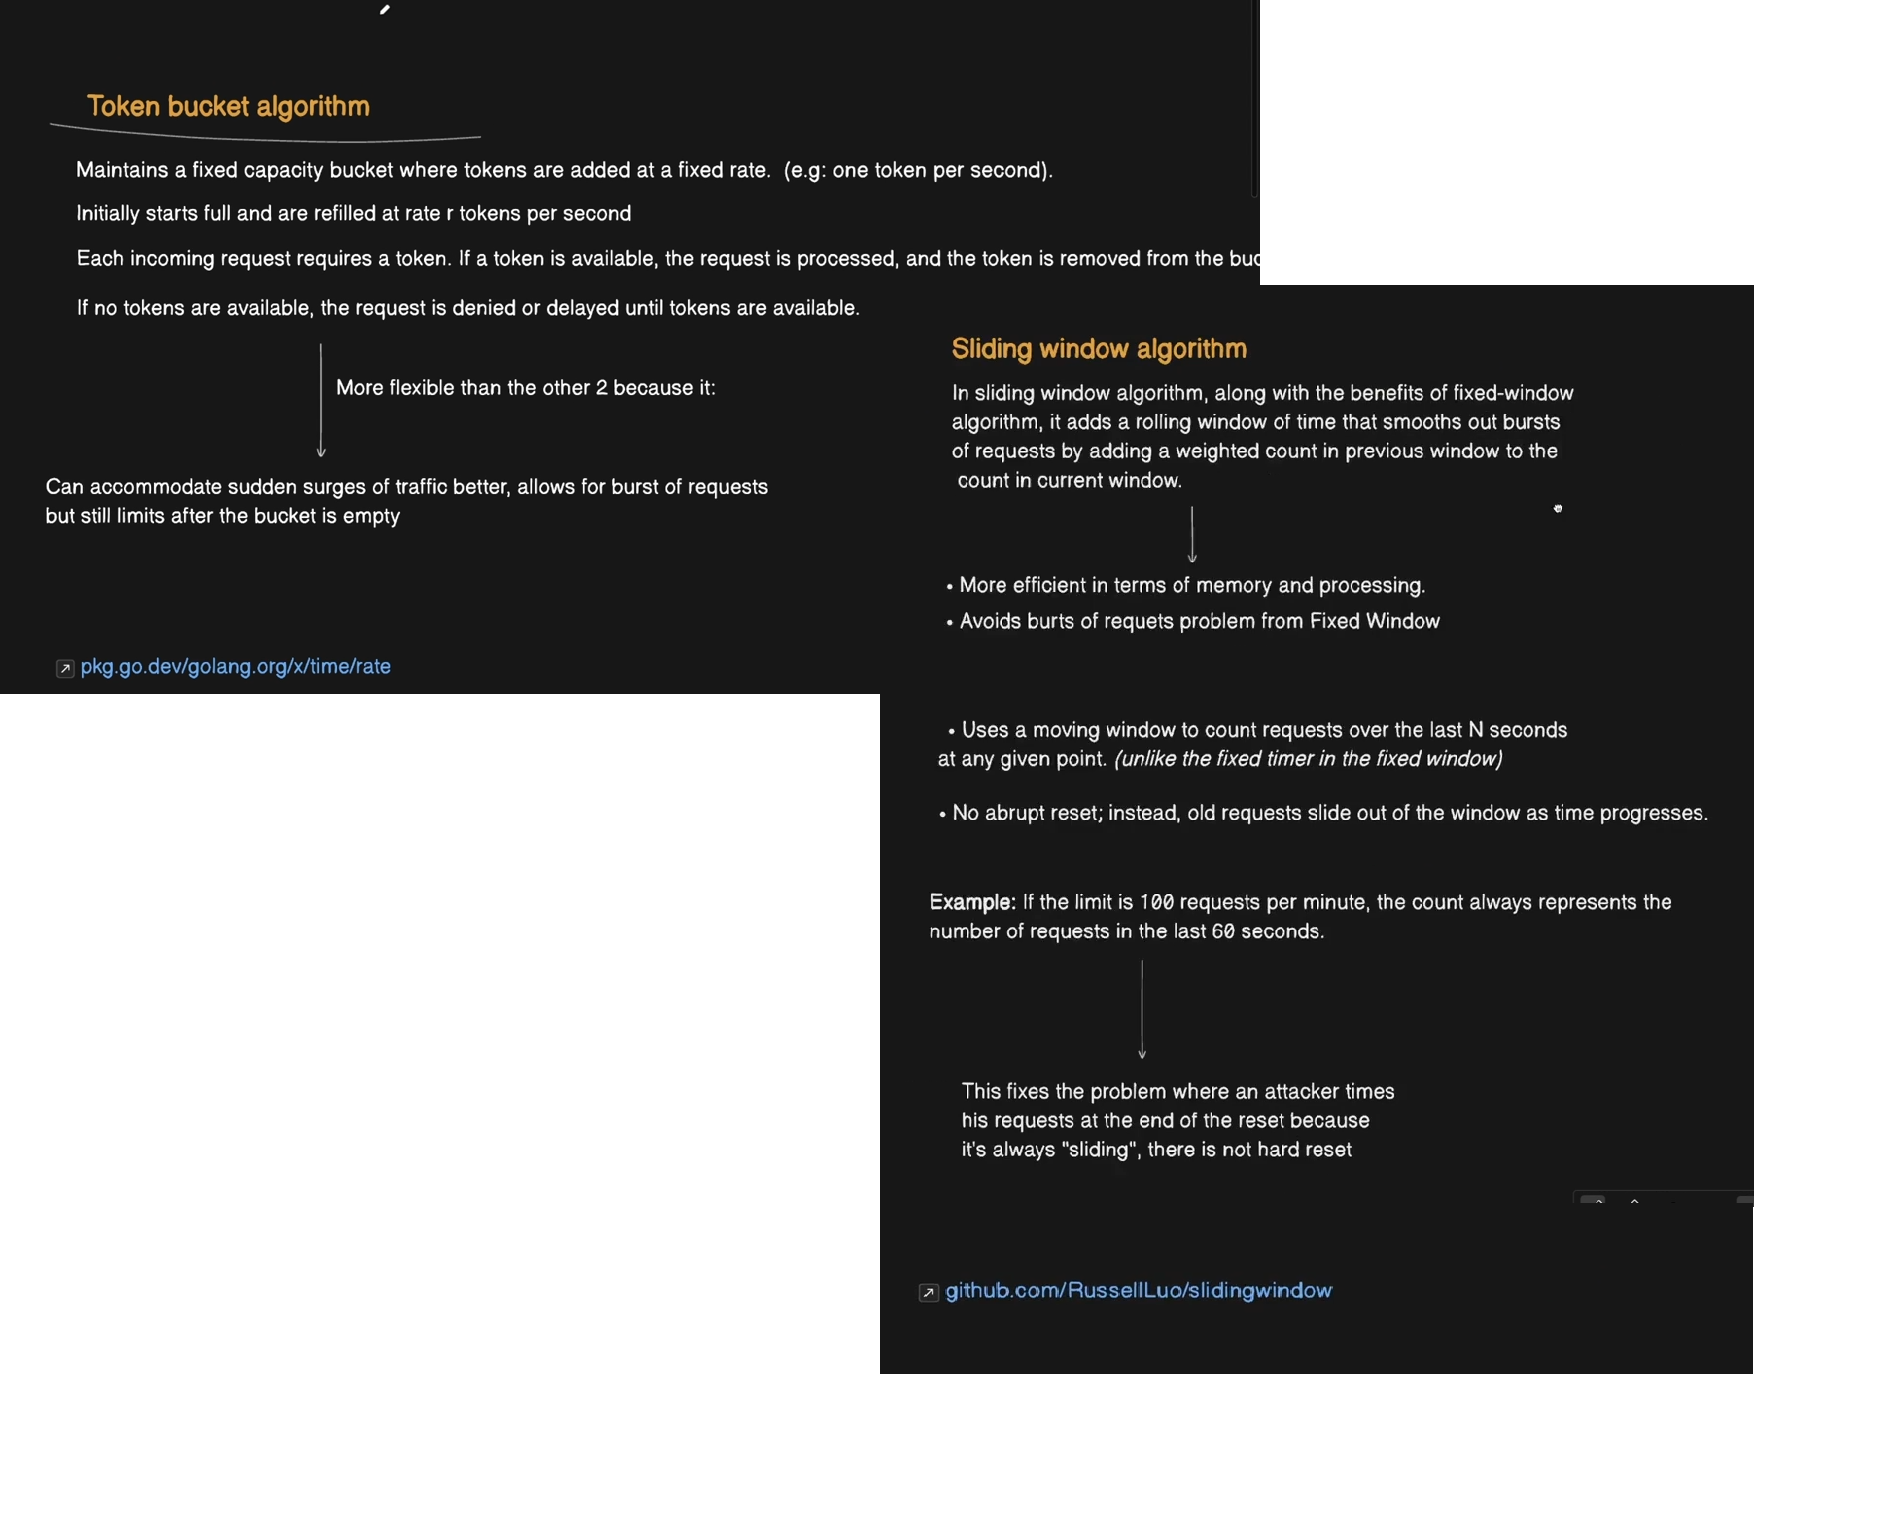 Token bucket algorithm
Maintains a fixed capacity bucket where tokens are added at a fixed rate. (e.g: one token per second).
Initially starts full and are refilled at rate r tokens per second
Each incoming request requires a token. If a token is available, the request is processed, and the token is removed from the buc
If no tokens are available, the request is denied or delayed until tokens are available.
More flexible than the other 2 because it:
Can accommodate sudden surges of traffic better, allows for burst of requests
but still limits after the bucket is empty
pkg.go.dev/golang.org/x/time/rate
Sliding window algorithm
In sliding window algorithm, along with the benefits of fixed-window
algorithm, it adds a rolling window of time that smooths out bursts
of requests by adding a weighted count in previous window to the
count in current window.
• More efficient in terms of memory and processing.
• Avoids burts of requets problem from Fixed Window
• Uses a moving window to count requests over the last N seconds
at any given point. (unlike the fixed timer in the fixed window)
• No abrupt reset; instead, old requests slide out of the window as time progresses.
Example: If the limit is 100 requests per minute, the count always represents the
number of requests in the last 60 seconds.
This fixes the problem where an attacker times
his requests at the end of the reset because
it's always "sliding", there is not hard reset
github.com/RussellLuo/slidingwindow